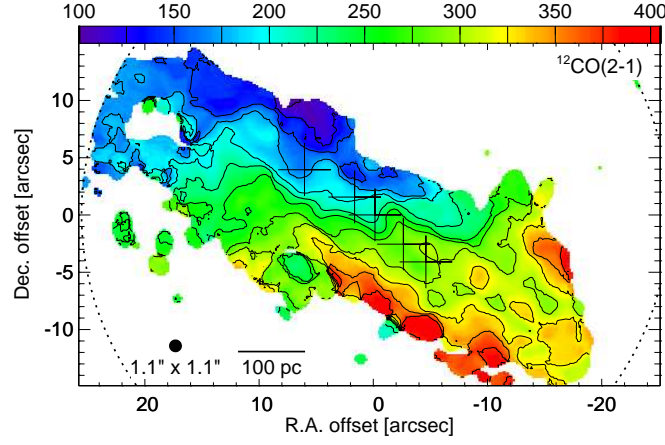 100 150 200 250 300 350 400
12CO(2-1)
10
5
0
-5
-10
Dec. offset [arcsec]
1.1" x 1.1"
100 pc
20 10 0 -10 -20
R.A. offset [arcsec]